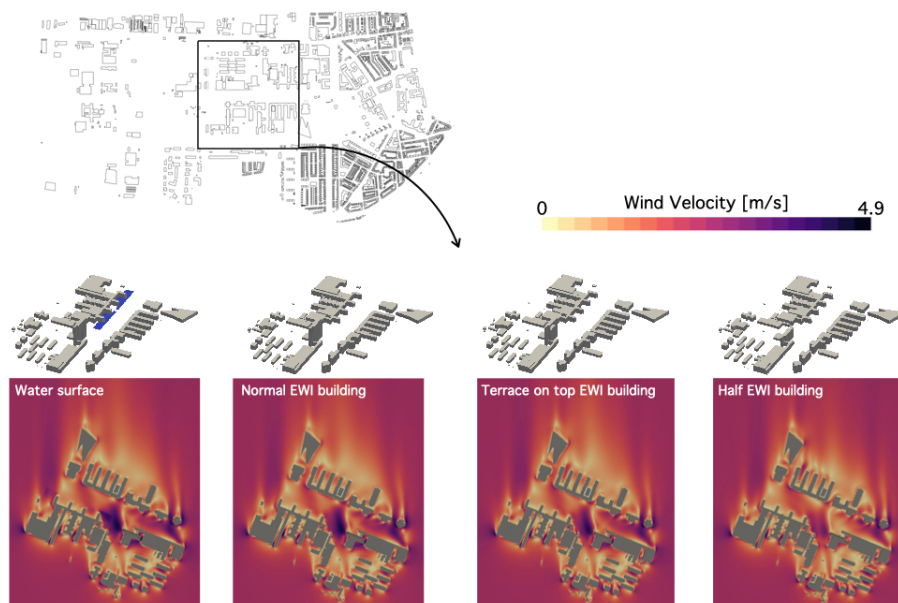 Wind Velocity [m/s]
0
4.9
Water surface
Normal EWI building
Terrace on top EWI building
Half EWI building